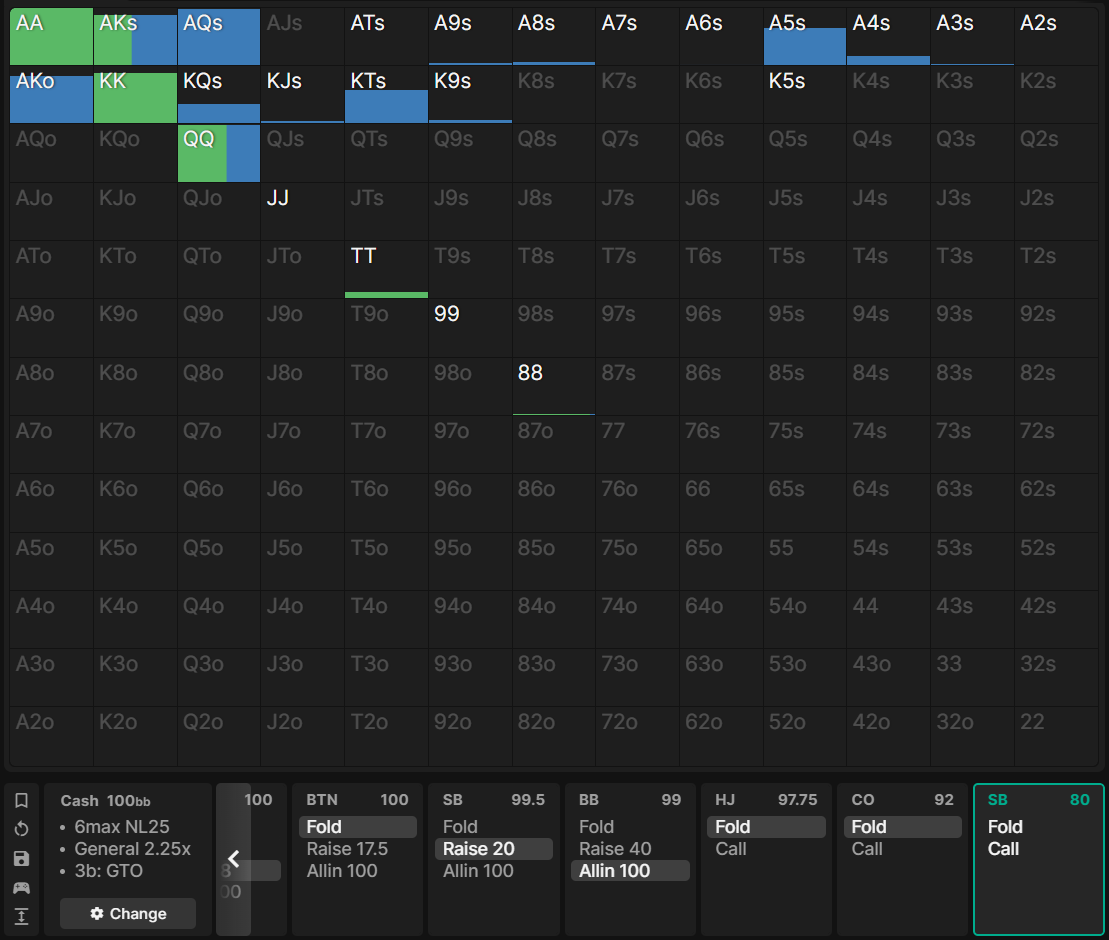 AA AKs AQs AJs ATs A9s A8s A7s A6s A5s A4s A3s A2s
AKo KK KQs KJs KTs K9s K8s K7s K6s K5s K4s K3s K2s
AQo KQo QQ QJs QTs Q9s Q8s Q7s Q6s Q5s Q4s Q3s Q2s
AJo KJo QJo JJ JTs J9s J8s J7s J6s J5s J4s J3s J2s
ATo KTo QTo JTo TT T9s T8s T7s T6s T5s T4s T3s T2s
A9o K9o Q9o J9o T9o 99 98s 97s 96s 95s 94s 93s 92s
A8o K8o Q8o J8o T8o 98o 88 87s 86s 85s 84s 83s 82s
A7o K7o Q7o J7o T7o 97o 87o 77 76s 75s 74s 73s 72s
A6o K6o Q6o J6o T6o 96o 86o 76o 66 65s 64s 63s 62s
A5o K5o Q5o J5o T5o 95o 85o 75o 65o 55 54s 53s 52s
A4o K4o Q4o J4o T4o 94o 84o 74o 64o 54o 44 43s 42s
A3o K3o Q3o J3o T3o 93o 83o 73o 63o 53o 43o 33 32s
A2o K2o Q2o J2o T2o 92o 82o 72o 62o 52o 42o 32o 22
Cash 100bb
• 6max NL25
• General 2.25x
• 3b: GTO
Change
100
8
00
BTN 100
Fold
Raise 17.5
Allin 100
SB 99.5
Fold
Raise 20
Allin 100
BB 99
Fold
Raise 40
Allin 100
HJ 97.75
Fold
Call
CO 92
Fold
Call
SB 80
Fold
Call